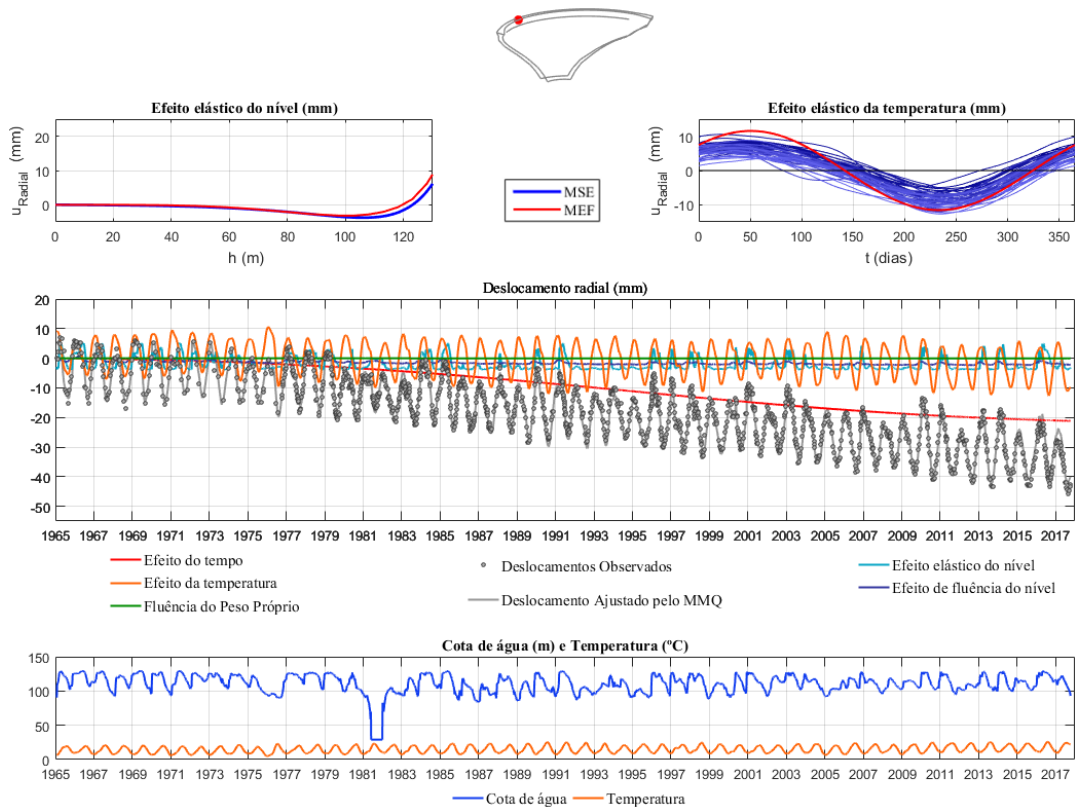 Efeito elástico do nível (mm)
u Radial (mm)
20
10
0
0 20 40 60 80 100 120
h (m)
MSE
MEF
Efeito elástico da temperatura (mm)
u Radial (mm)
10
0
-10
0 50 100 150 200 250 300 350
t (dias)
Deslocamento radial (mm)
20
10
0
-10
-20
-30
-40
-50
1965 1967 1969 1971 1973 1975 1977 1979 1981 1983 1985 1987 1989 1991 1993 1995 1997 1999 2001 2003 2005 2007 2009 2011 2013 2015 2017
Efeito do tempo
Efeito da temperatura
Fluência do Peso Próprio
Deslocamentos Observados
Deslocamento Ajustado pelo MMQ
Efeito elástico do nível
Efeito de fluência do nível
Cota de água (m) e Temperatura (ºC)
150
100
50
0
1965 1967 1969 1971 1973 1975 1977 1979 1981 1983 1985 1987 1989 1991 1993 1995 1997 1999 2001 2003 2005 2007 2009 2011 2013 2015 2017
Cota de água Temperatura